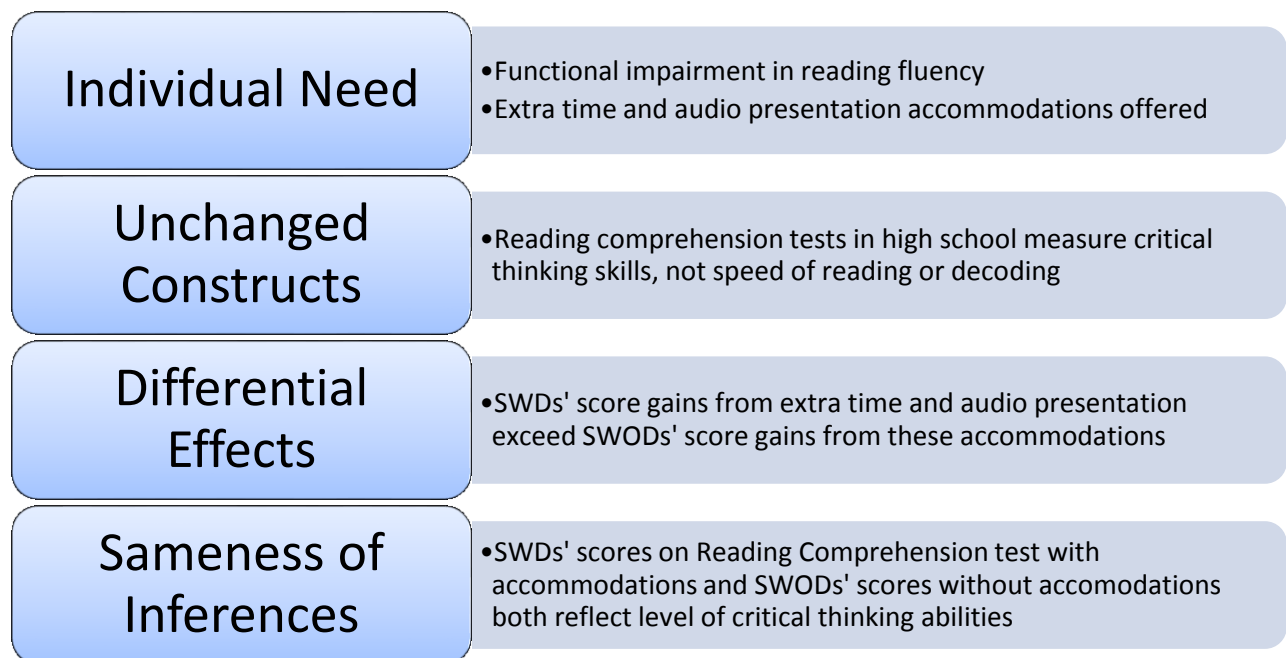 Individual Need
•Functional impairment in reading fluency
•Extra time and audio presentation accommodations offered
Unchanged
Constructs
•Reading comprehension tests in high school measure critical
thinking skills, not speed of reading or decoding
Differential
Effects
•SWDs' score gains from extra time and audio presentation
exceed SWODs' score gains from these accommodations
Sameness of
Inferences
•SWDs' scores on Reading Comprehension test with
accommodations and SWODs' scores without accomodations
both reflect level of critical thinking abilities